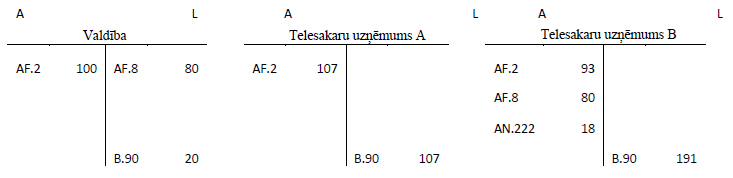 A L A L A L
Valdība Telesakaru uzņēmums A Telesakaru uzņēmums B
AF.2 100 AF.8 80 AF.2 107 AF.2 93
AF.8 80
AN.222 18
B.90 20 B.90 107 B.90 191